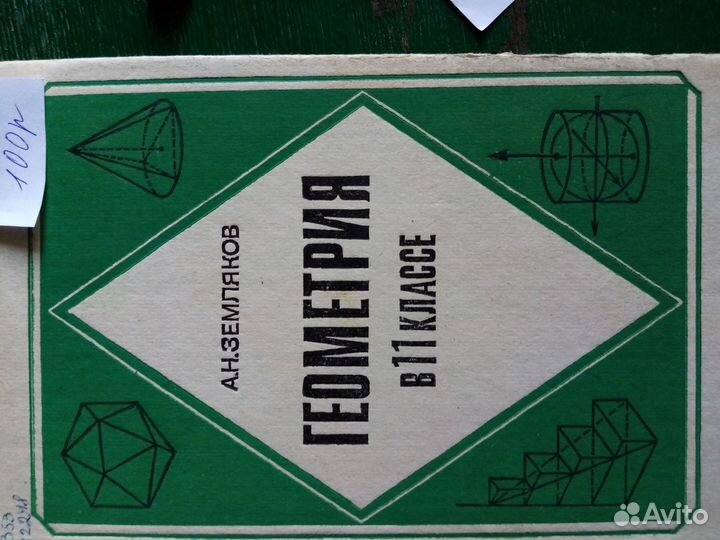 А.Н.ЗЕМЛЯКОВ
ГЕОМЕТРИЯ
В 11 КЛАССЕ
100р
Avito